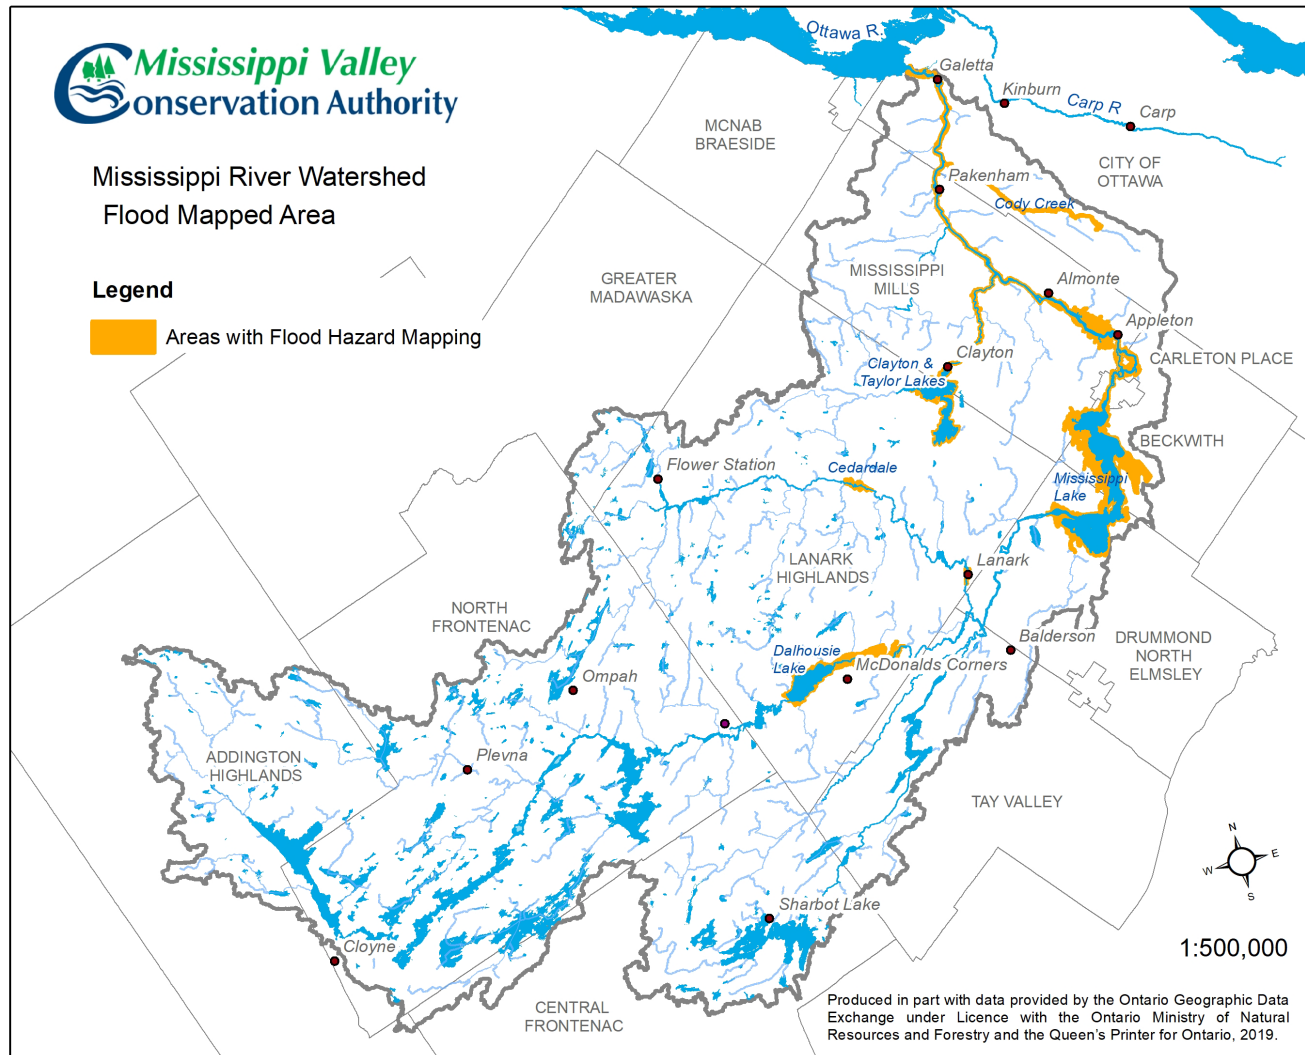 Mississippi Valley
Conservation Authority
Mississippi River Watershed
Flood Mapped Area
Legend
Areas with Flood Hazard Mapping
Ottawa R.
Galetta
Kinburn
Carp R
Carp
MCNAB
BRAESIDE
CITY OF
OTTAWA
Pakenham
Cody Creek
GREATER
MADAWASKA
MISSISSIPPI
MILLS
Almonte
Appleton
Clayton
CARLETON PLACE
Clayton &
Taylor Lakes
BECKWITH
Flower Station
Cedardale
Mississippi
Lake
LANARK
HIGHLANDS
Lanark
NORTH
FRONTENAC
Balderson
DRUMMOND
NORTH
ELMSLEY
Dalhousie
Lake
McDonalds Corners
Ompah
Plevna
ADDINGTON
HIGHLANDS
TAY VALLEY
N
E
W
S
Sharbot Lake
Cloyne
1:500,000
CENTRAL
FRONTENAC
Produced in part with data provided by the Ontario Geographic Data
Exchange under Licence with the Ontario Ministry of Natural
Resources and Forestry and the Queen's Printer for Ontario, 2019.